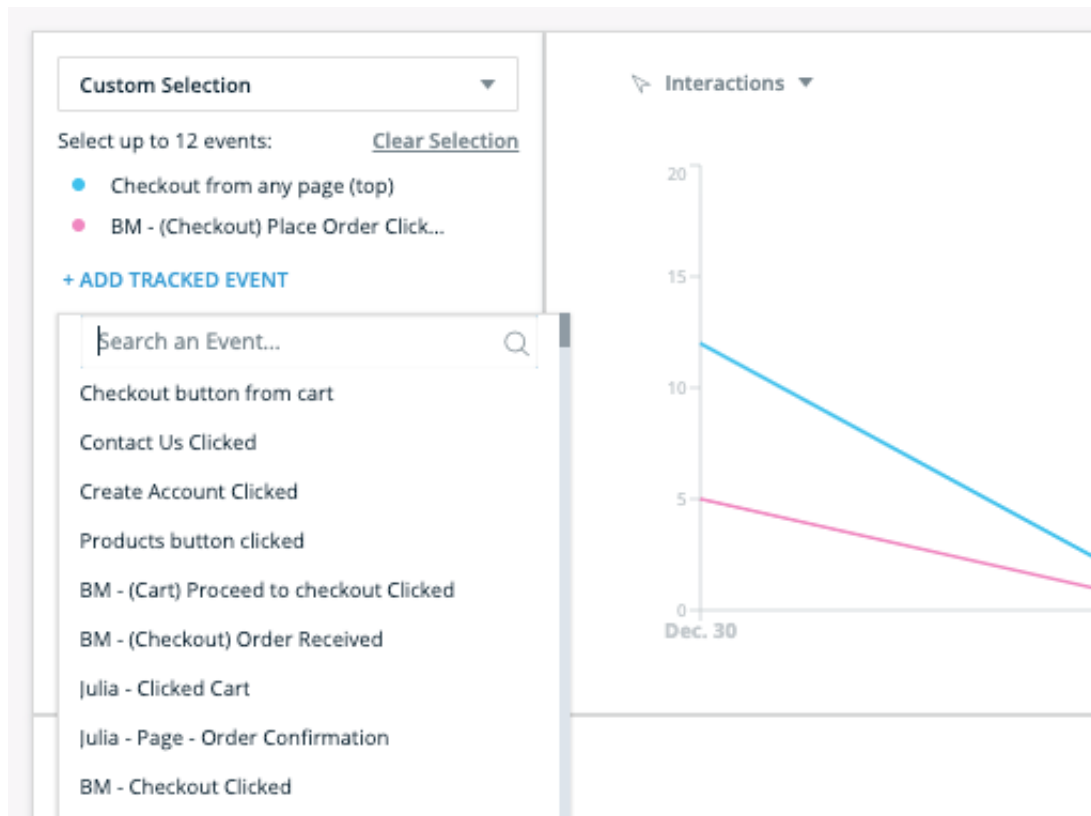 Custom Selection
Select up to 12 events:
Clear Selection
Checkout from any page (top)
BM - (Checkout) Place Order Click...
+ ADD TRACKED EVENT
Search an Event...
Checkout button from cart
Contact Us Clicked
Create Account Clicked
Products button clicked
BM - (Cart) Proceed to checkout Clicked
BM - (Checkout) Order Received
Julia - Clicked Cart
Julia - Page - Order Confirmation
BM - Checkout Clicked
Interactions
20
15
10
5
0
Dec. 30